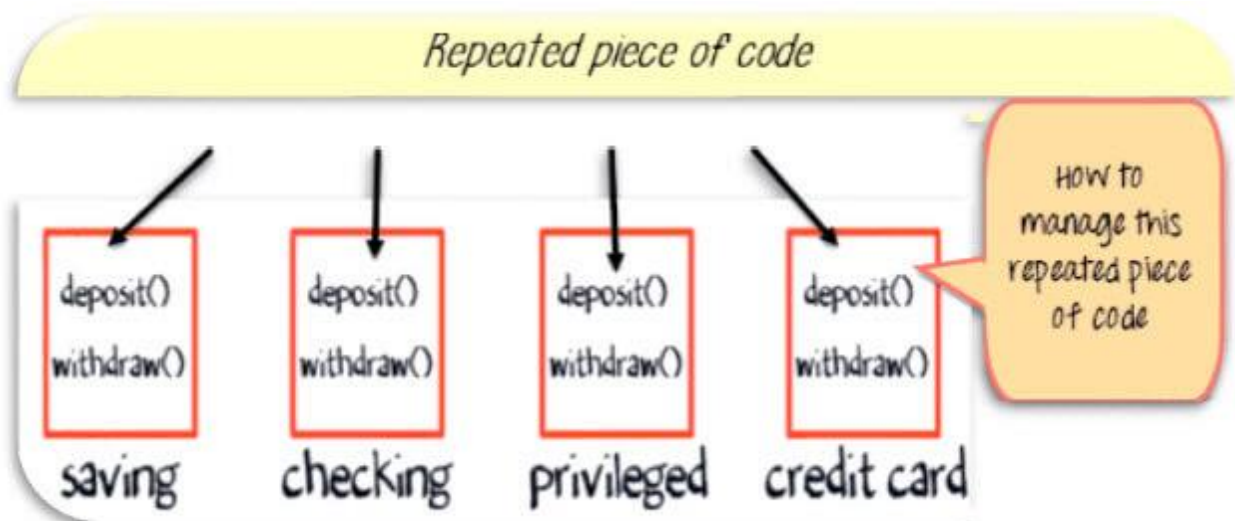 Repeated piece of code
How to
manage this
repeated piece
of code
deposit()
withdraw()
saving
deposit()
withdraw()
checking
deposit()
withdraw()
privileged
deposit()
withdraw()
credit card